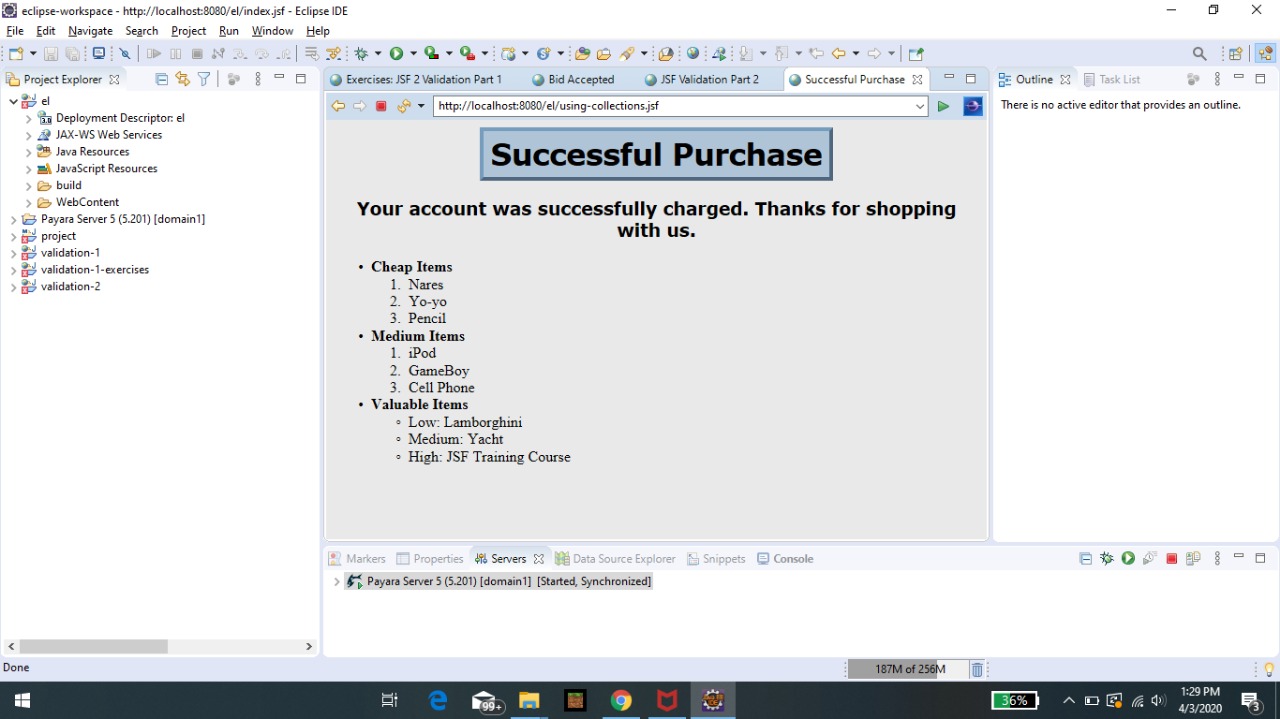 eclipse-workspace - http://localhost:8080/el/index.jsf - Eclipse IDE
File Edit Navigate Search Project Run Window Help
Project Explorer
el
Deployment Descriptor: el
JAX-WS Web Services
Java Resources
JavaScript Resources
build
WebContent
Payara Server 5 (5.201) [domain1]
project
validation-1
validation-1-exercises
validation-2
Exercises: JSF 2 Validation Part 1 Bid Accepted JSF Validation Part 2 Successful Purchase
http://localhost:8080/el/using-collections.jsf
Successful Purchase
Your account was successfully charged. Thanks for shopping
with us.
• Cheap Items
1. Nares
2. Yo-yo
3. Pencil
• Medium Items
1. iPod
2. GameBoy
3. Cell Phone
• Valuable Items
◦ Low: Lamborghini
◦ Medium: Yacht
◦ High: JSF Training Course
Outline Task List
There is no active editor that provides an outline.
Markers Properties Servers Data Source Explorer Snippets Console
Payara Server 5 (5.201) [domain1] [Started, Synchronized]
Done
187M of 256M
99+
36%
1:29 PM
4/3/2020
3